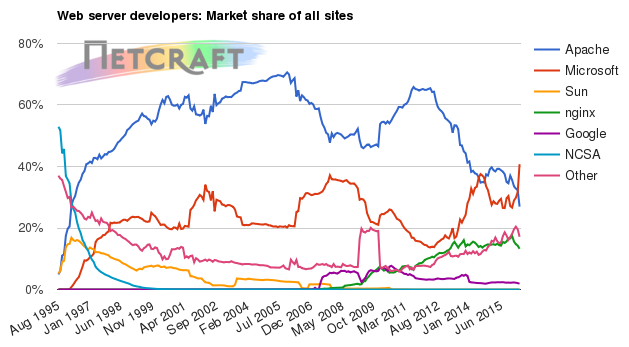 Web server developers: Market share of all sites
80%
NETCRAFT
60%
40%
20%
0%
Apache
Microsoft
Sun
nginx
Google
NCSA
Other
Aug 1995
Jan 1997
Jun 1998
Nov 1999
Apr 2001
Sep 2002
Feb 2004
Jul 2005
Dec 2006
May 2008
Oct 2009
Mar 2011
Aug 2012
Jan 2014
Jun 2015